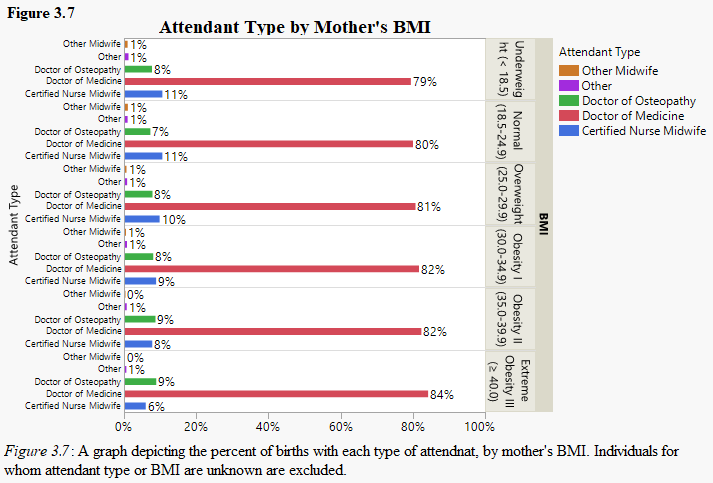 Figure 3.7
Attendant Type by Mother's BMI
Other Midwife 1%
Other 1%
Doctor of Osteopathy 8%
Doctor of Medicine 79%
Certified Nurse Midwife 11%
Other Midwife 1%
Other 1%
Doctor of Osteopathy 7%
Doctor of Medicine 80%
Certified Nurse Midwife 11%
Other Midwife 1%
Other 1%
Doctor of Osteopathy 8%
Doctor of Medicine 81%
Certified Nurse Midwife 10%
Other Midwife 1%
Other 1%
Doctor of Osteopathy 8%
Doctor of Medicine 82%
Certified Nurse Midwife 9%
Other Midwife 0%
Other 1%
Doctor of Osteopathy 9%
Doctor of Medicine 82%
Certified Nurse Midwife 8%
Other Midwife 0%
Other 1%
Doctor of Osteopathy 9%
Doctor of Medicine 84%
Certified Nurse Midwife 6%
0% 20% 40% 60% 80% 100%
Attendant Type
Underweig
ht (< 18.5)
Normal
(18.5-24.9)
Overweight
(25.0-29.9)
Obesity I
(30.0-34.9)
Obesity II
(35.0-39.9)
Extreme
Obesity III
(≥ 40.0)
BMI
Attendant Type
Other Midwife
Other
Doctor of Osteopathy
Doctor of Medicine
Certified Nurse Midwife
Figure 3.7: A graph depicting the percent of births with each type of attendnat, by mother's BMI. Individuals for
whom attendant type or BMI are unknown are excluded.